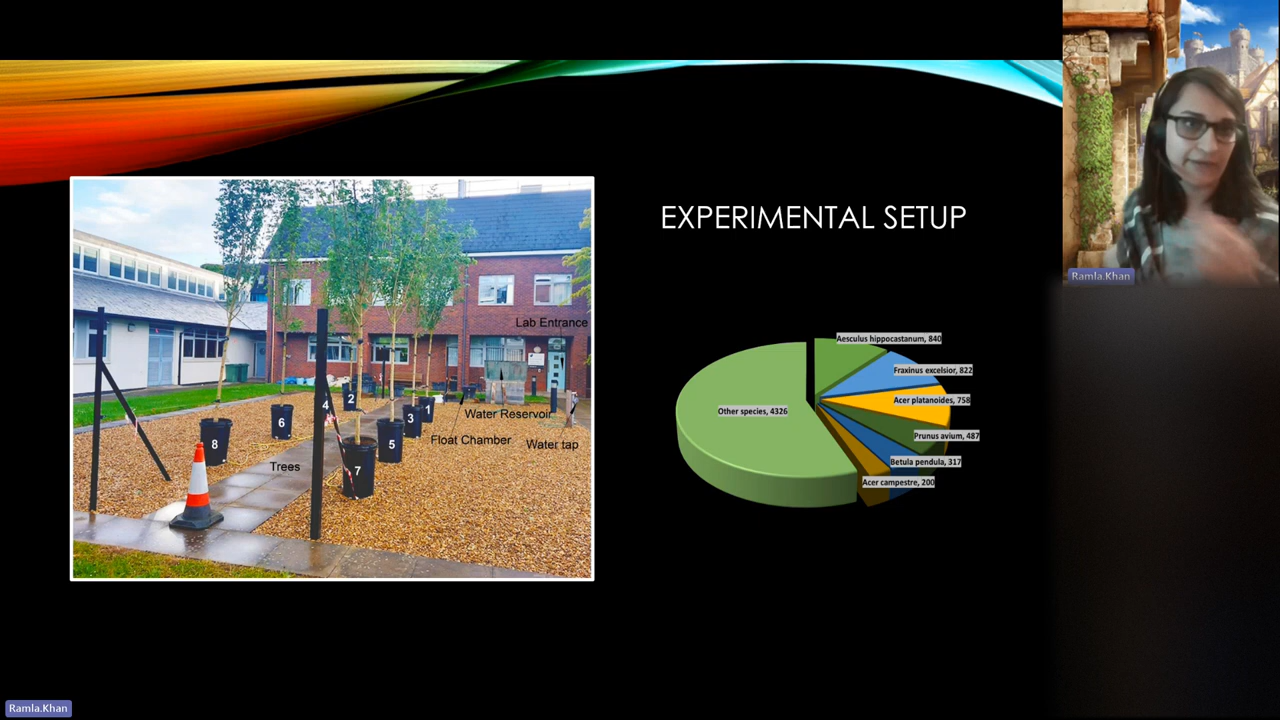 EXPERIMENTAL SETUP
Lab Entrance
Water Reservoir
Float Chamber
Water tap
Trees
1
2
3
4
5
6
7
8
Aesculus hippocastanum, 840
Fraxinus excelsior, 822
Acer platanoides, 758
Other species, 4326
Prunus avium, 487
Betula pendula, 317
Acer campestre, 200
Ramla.Khan
Ramla.Khan